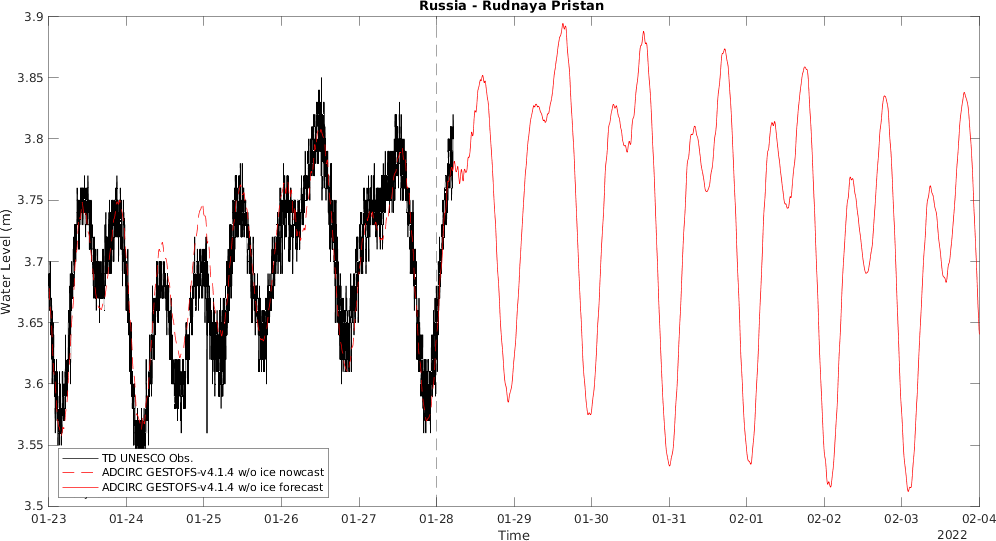 Russia - Rudnaya Pristan
Water Level (m)
3.9
3.85
3.8
3.75
3.7
3.65
3.6
3.55
3.5
TD UNESCO Obs.
ADCIRC GESTOFS-v4.1.4 w/o ice nowcast
ADCIRC GESTOFS-v4.1.4 w/o ice forecast
01-23 01-24 01-25 01-26 01-27 01-28 01-29 01-30 01-31 02-01 02-02 02-03 02-04
Time
2022